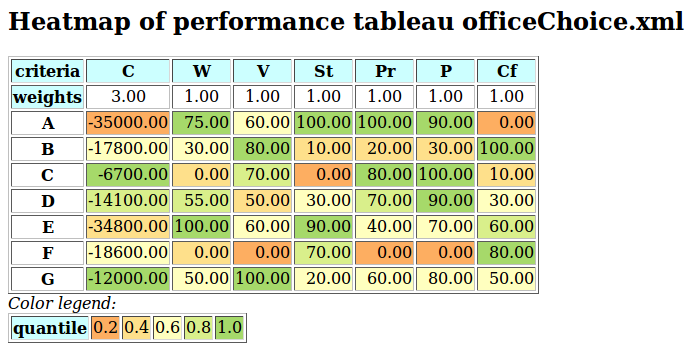 Heatmap of performance tableau officeChoice.xml
criteria C W V St Pr P Cf
weights 3.00 1.00 1.00 1.00 1.00 1.00 1.00
A -35000.00 75.00 60.00 100.00 100.00 90.00 0.00
B -17800.00 30.00 80.00 10.00 20.00 30.00 100.00
C -6700.00 0.00 70.00 0.00 80.00 100.00 10.00
D -14100.00 55.00 50.00 30.00 70.00 90.00 30.00
E -34800.00 100.00 60.00 90.00 40.00 70.00 60.00
F -18600.00 0.00 0.00 70.00 0.00 0.00 80.00
G -12000.00 50.00 100.00 20.00 60.00 80.00 50.00
Color legend:
quantile 0.2 0.4 0.6 0.8 1.0